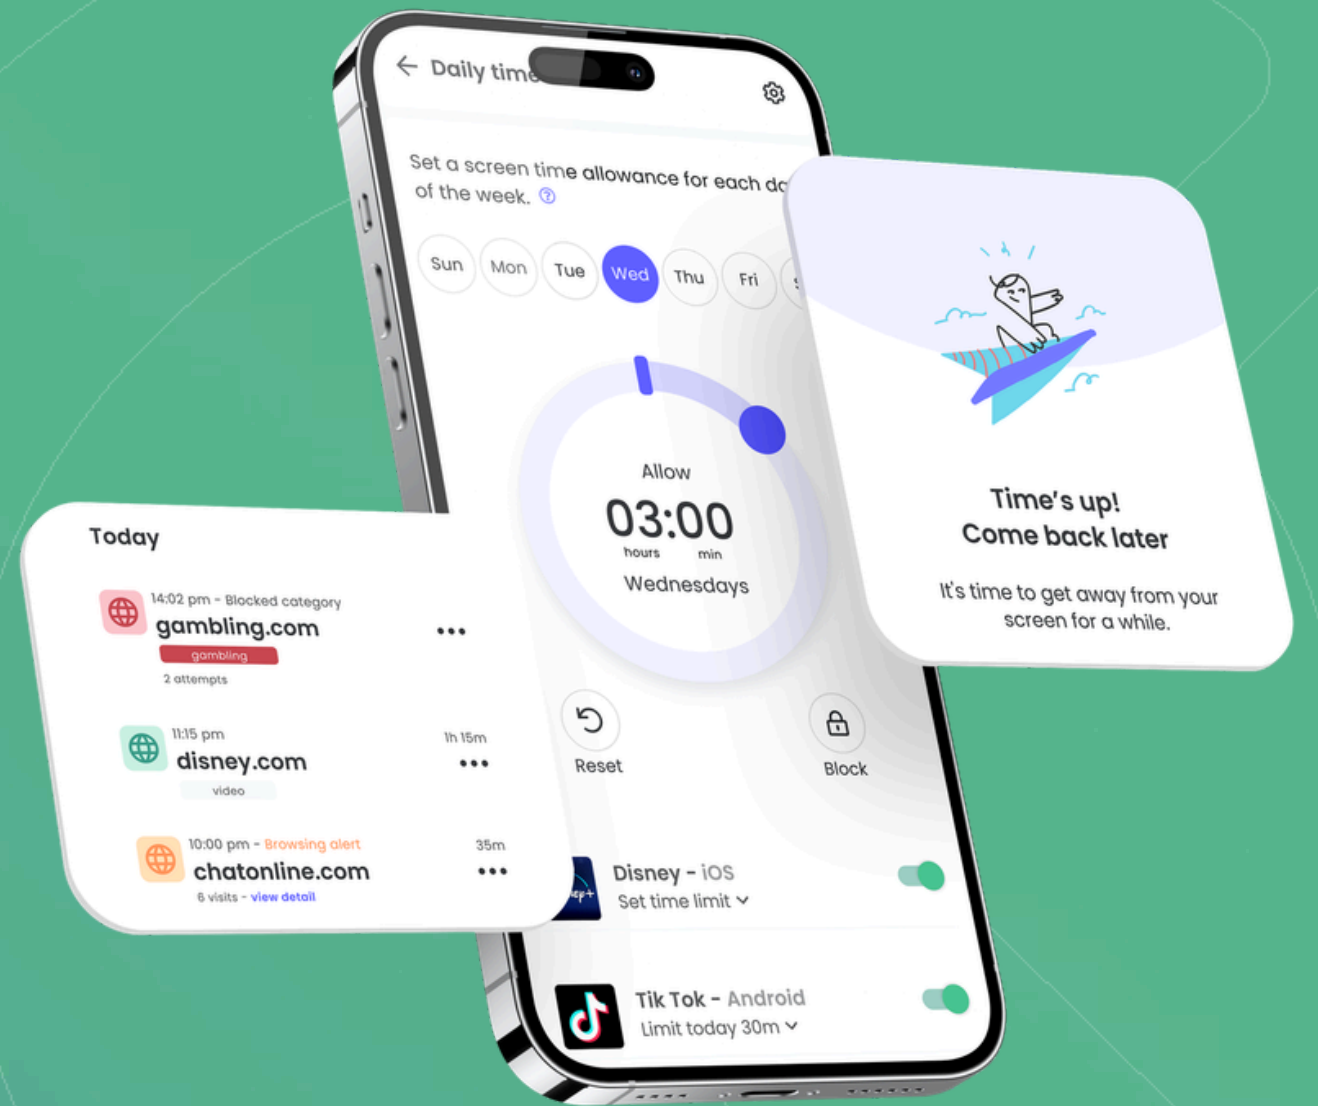 Daily time
Set a screen time allowance for each
of the week.
Sun Mon Tue Wed Thu Fri
Allow
03:00
hours min
Wednesdays
Reset
Block
Disney - iOS
Set time limit
Tik Tok - Android
Limit today 30m
Time's up!
Come back later
It's time to get away from your
screen for a while.
Today
14:02 pm - Blocked category
gambling.com
gambling
2 attempts
11:15 pm
1h 15m
disney.com
video
10:00 pm - Browsing alert
35m
chatonline.com
6 visits - view detail